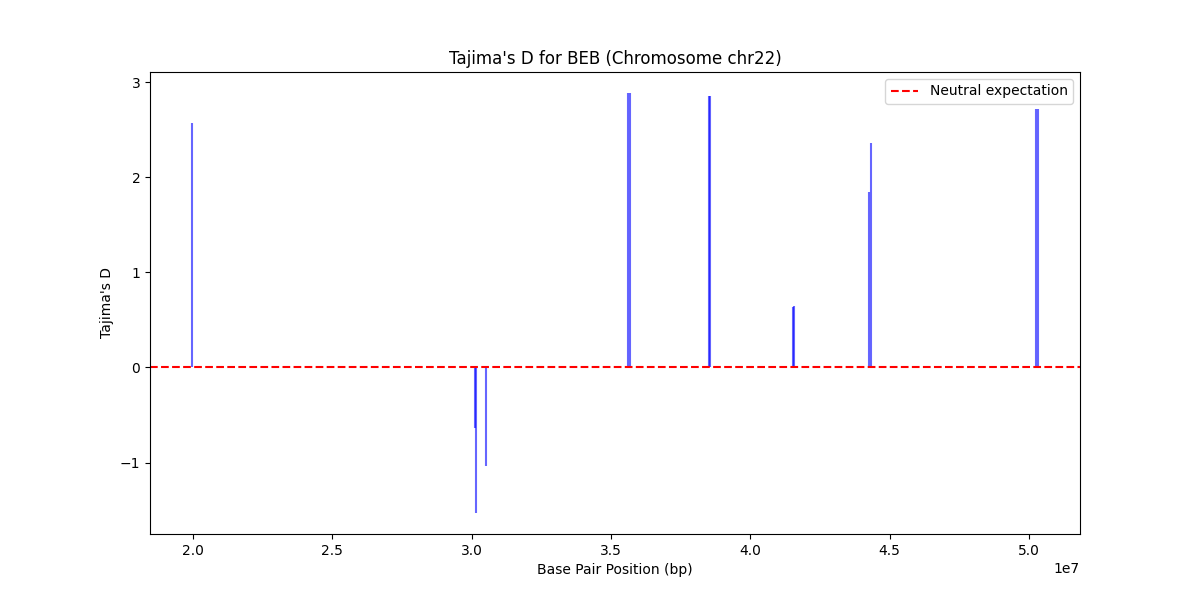 Tajima's D for BEB (Chromosome chr22)
Neutral expectation
Tajima's D
3
2
1
0
−1
2.0 2.5 3.0 3.5 4.0 4.5 5.0
1e7
Base Pair Position (bp)